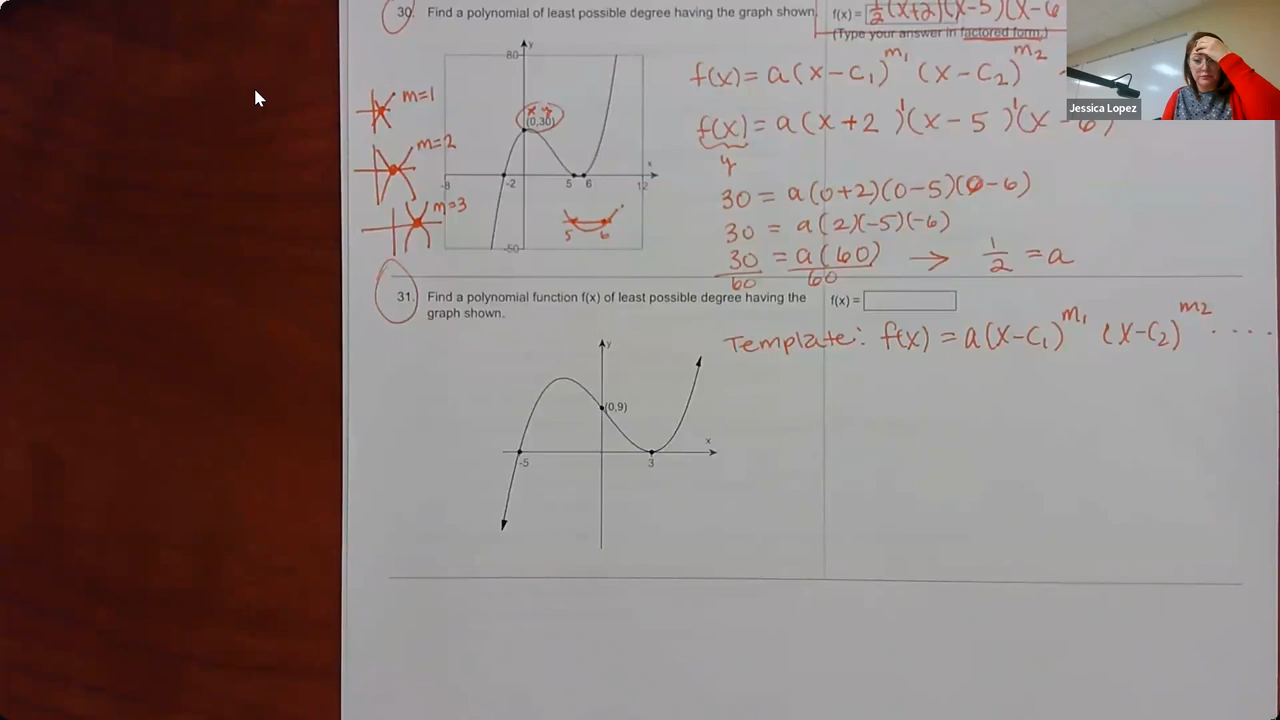 30. Find a polynomial of least possible degree having the graph shown.
f(x) = 1/2 (x+2)(x-5)(x-6
(Type your answer in factored form.)
80
y
x y
(0,30)
x
-8
-2
5
6
12
-50
5 6
m=1
m=2
m=3
f(x) = a(x-c₁)^m₁ (x-c₂)^m₂
f(x) = a(x+2)¹(x-5)¹(x-6)
y
30 = a(0+2)(0-5)(0-6)
30 = a(2)(-5)(-6)
30 = a(60) → 1/2 = a
60 60
Jessica Lopez
31. Find a polynomial function f(x) of least possible degree having the
graph shown.
f(x) =
Template: f(x) = a(x-c₁)^m₁ (x-c₂)^m₂ ....
y
(0,9)
x
-5
3